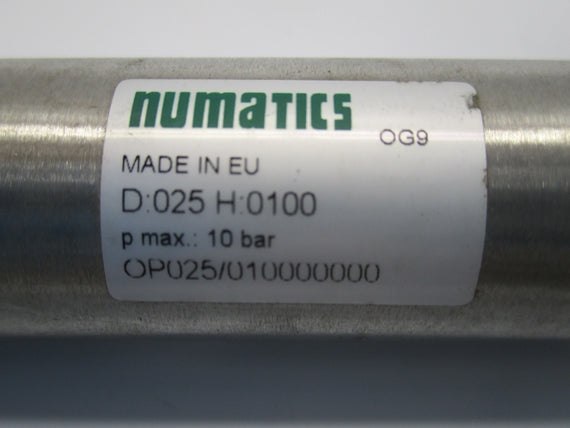 numatics
OG9
MADE IN EU
D:025 H:0100
p max.: 10 bar
OP025/010000000